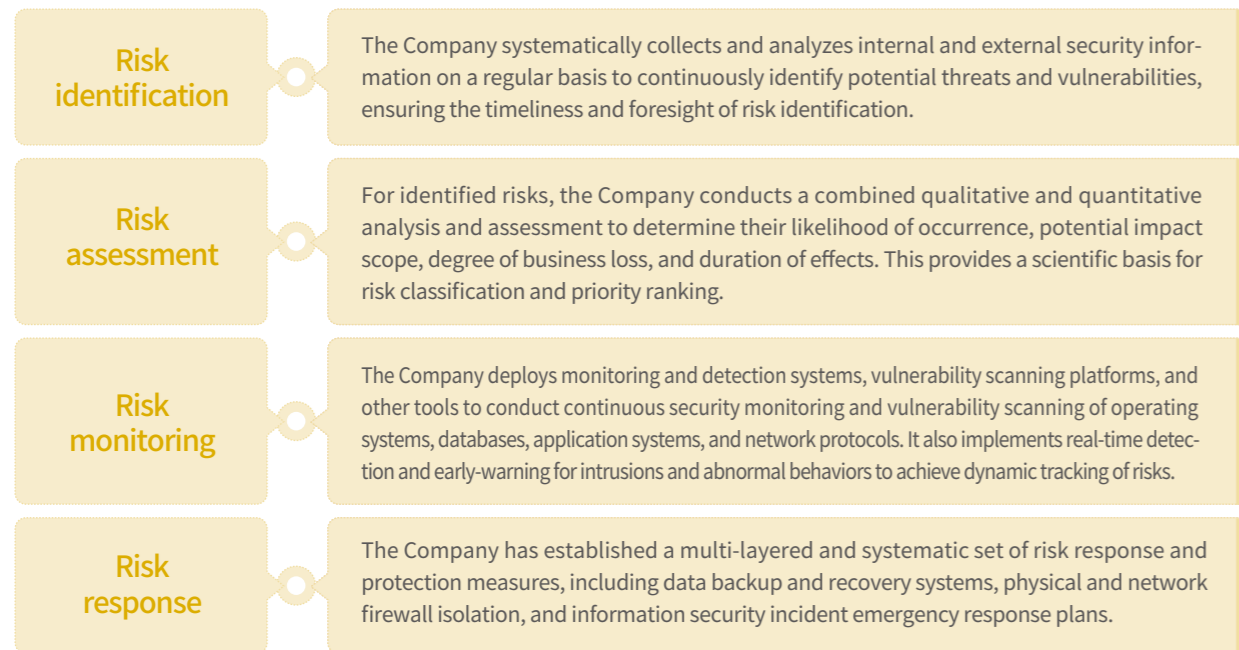 Risk
identification
The Company systematically collects and analyzes internal and external security infor-
mation on a regular basis to continuously identify potential threats and vulnerabilities,
ensuring the timeliness and foresight of risk identification.
Risk
assessment
For identified risks, the Company conducts a combined qualitative and quantitative
analysis and assessment to determine their likelihood of occurrence, potential impact
scope, degree of business loss, and duration of effects. This provides a scientific basis for
risk classification and priority ranking.
Risk
monitoring
The Company deploys monitoring and detection systems, vulnerability scanning platforms, and
other tools to conduct continuous security monitoring and vulnerability scanning of operating
systems, databases, application systems, and network protocols. It also implements real-time detec-
tion and early-warning for intrusions and abnormal behaviors to achieve dynamic tracking of risks.
Risk
response
The Company has established a multi-layered and systematic set of risk response and
protection measures, including data backup and recovery systems, physical and network
firewall isolation, and information security incident emergency response plans.